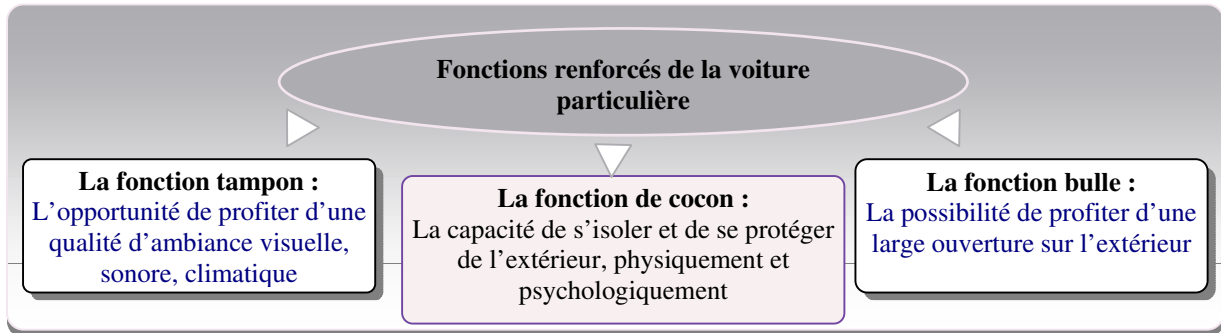 Fonctions renforcés de la voiture
particulière
La fonction tampon :
L’opportunité de profiter d’une
qualité d’ambiance visuelle,
sonore, climatique
La fonction de cocon :
La capacité de s’isoler et de se protéger
de l’extérieur, physiquement et
psychologiquement
La fonction bulle :
La possibilité de profiter d’une
large ouverture sur l’extérieur